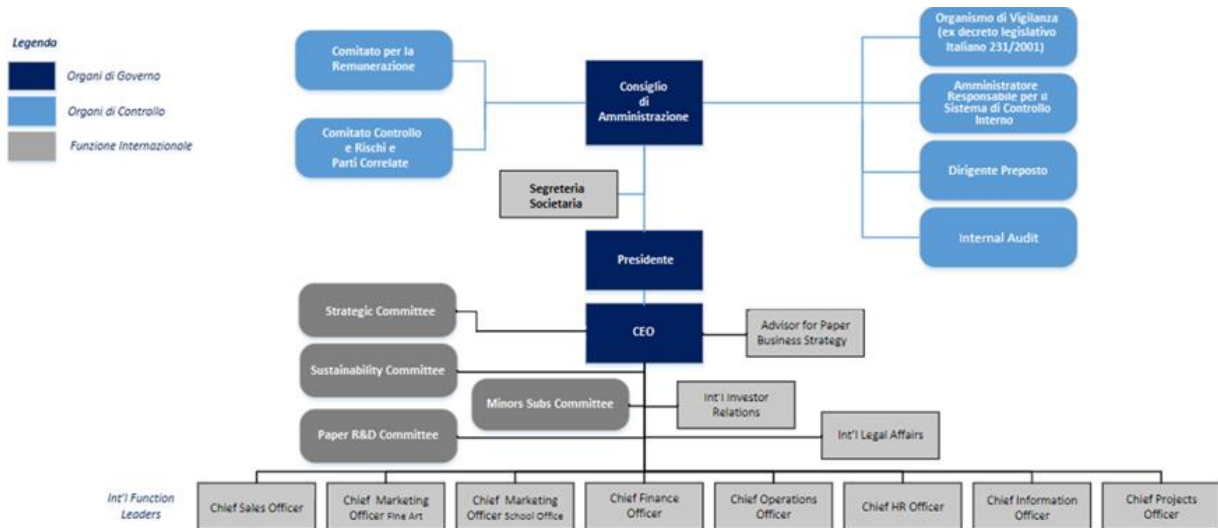 Legenda
Organi di Governo
Organi di Controllo
Funzione Internazionale
Comitato per la
Remunerazione
Comitato Controllo
e Rischi e
Parti Correlate
Consiglio
di
Amministrazione
Organismo di Vigilanza
(ex decreto legislativo
Italiano 231/2001)
Amministratore
Responsabile per il
Sistema di Controllo
Interno
Dirigente Preposto
Internal Audit
Segreteria
Societaria
Presidente
Strategic Committee
CEO
Advisor for Paper
Business Strategy
Sustainability Committee
Minors Subs Committee
Int'l Investor
Relations
Paper R&D Committee
Int'l Legal Affairs
Int'l Function
Leaders
Chief Sales Officer
Chief Marketing
Officer Fine Art
Chief Marketing
Officer School Office
Chief Finance
Officer
Chief Operations
Officer
Chief HR Officer
Chief Information
Officer
Chief Projects
Officer